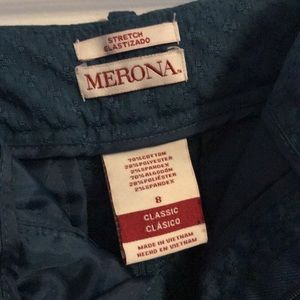 STRETCH
ELASTIZADO
MERONA.
70%COTTON
28%POLYESTER
2%SPANDEX
70%ALGODÓN
28%POLIÉSTER
2%SPANDEX
8
CLASSIC
CLÁSICO
MADE IN VIETNAM
HECHO EN VIETNAM